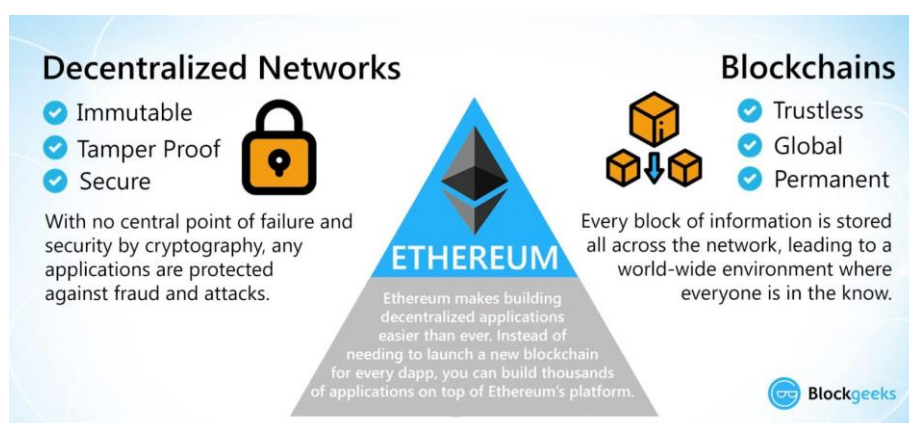 Decentralized Networks
Immutable
Tamper Proof
Secure
With no central point of failure and
security by cryptography, any
applications are protected
against fraud and attacks.
ETHEREUM
Ethereum makes building
decentralized applications
easier than ever. Instead of
needing to launch a new blockchain
for every dapp, you can build thousands
of applications on top of Ethereum's platform.
Blockchains
Trustless
Global
Permanent
Every block of information is stored
all across the network, leading to a
world-wide environment where
everyone is in the know.
Blockgeeks